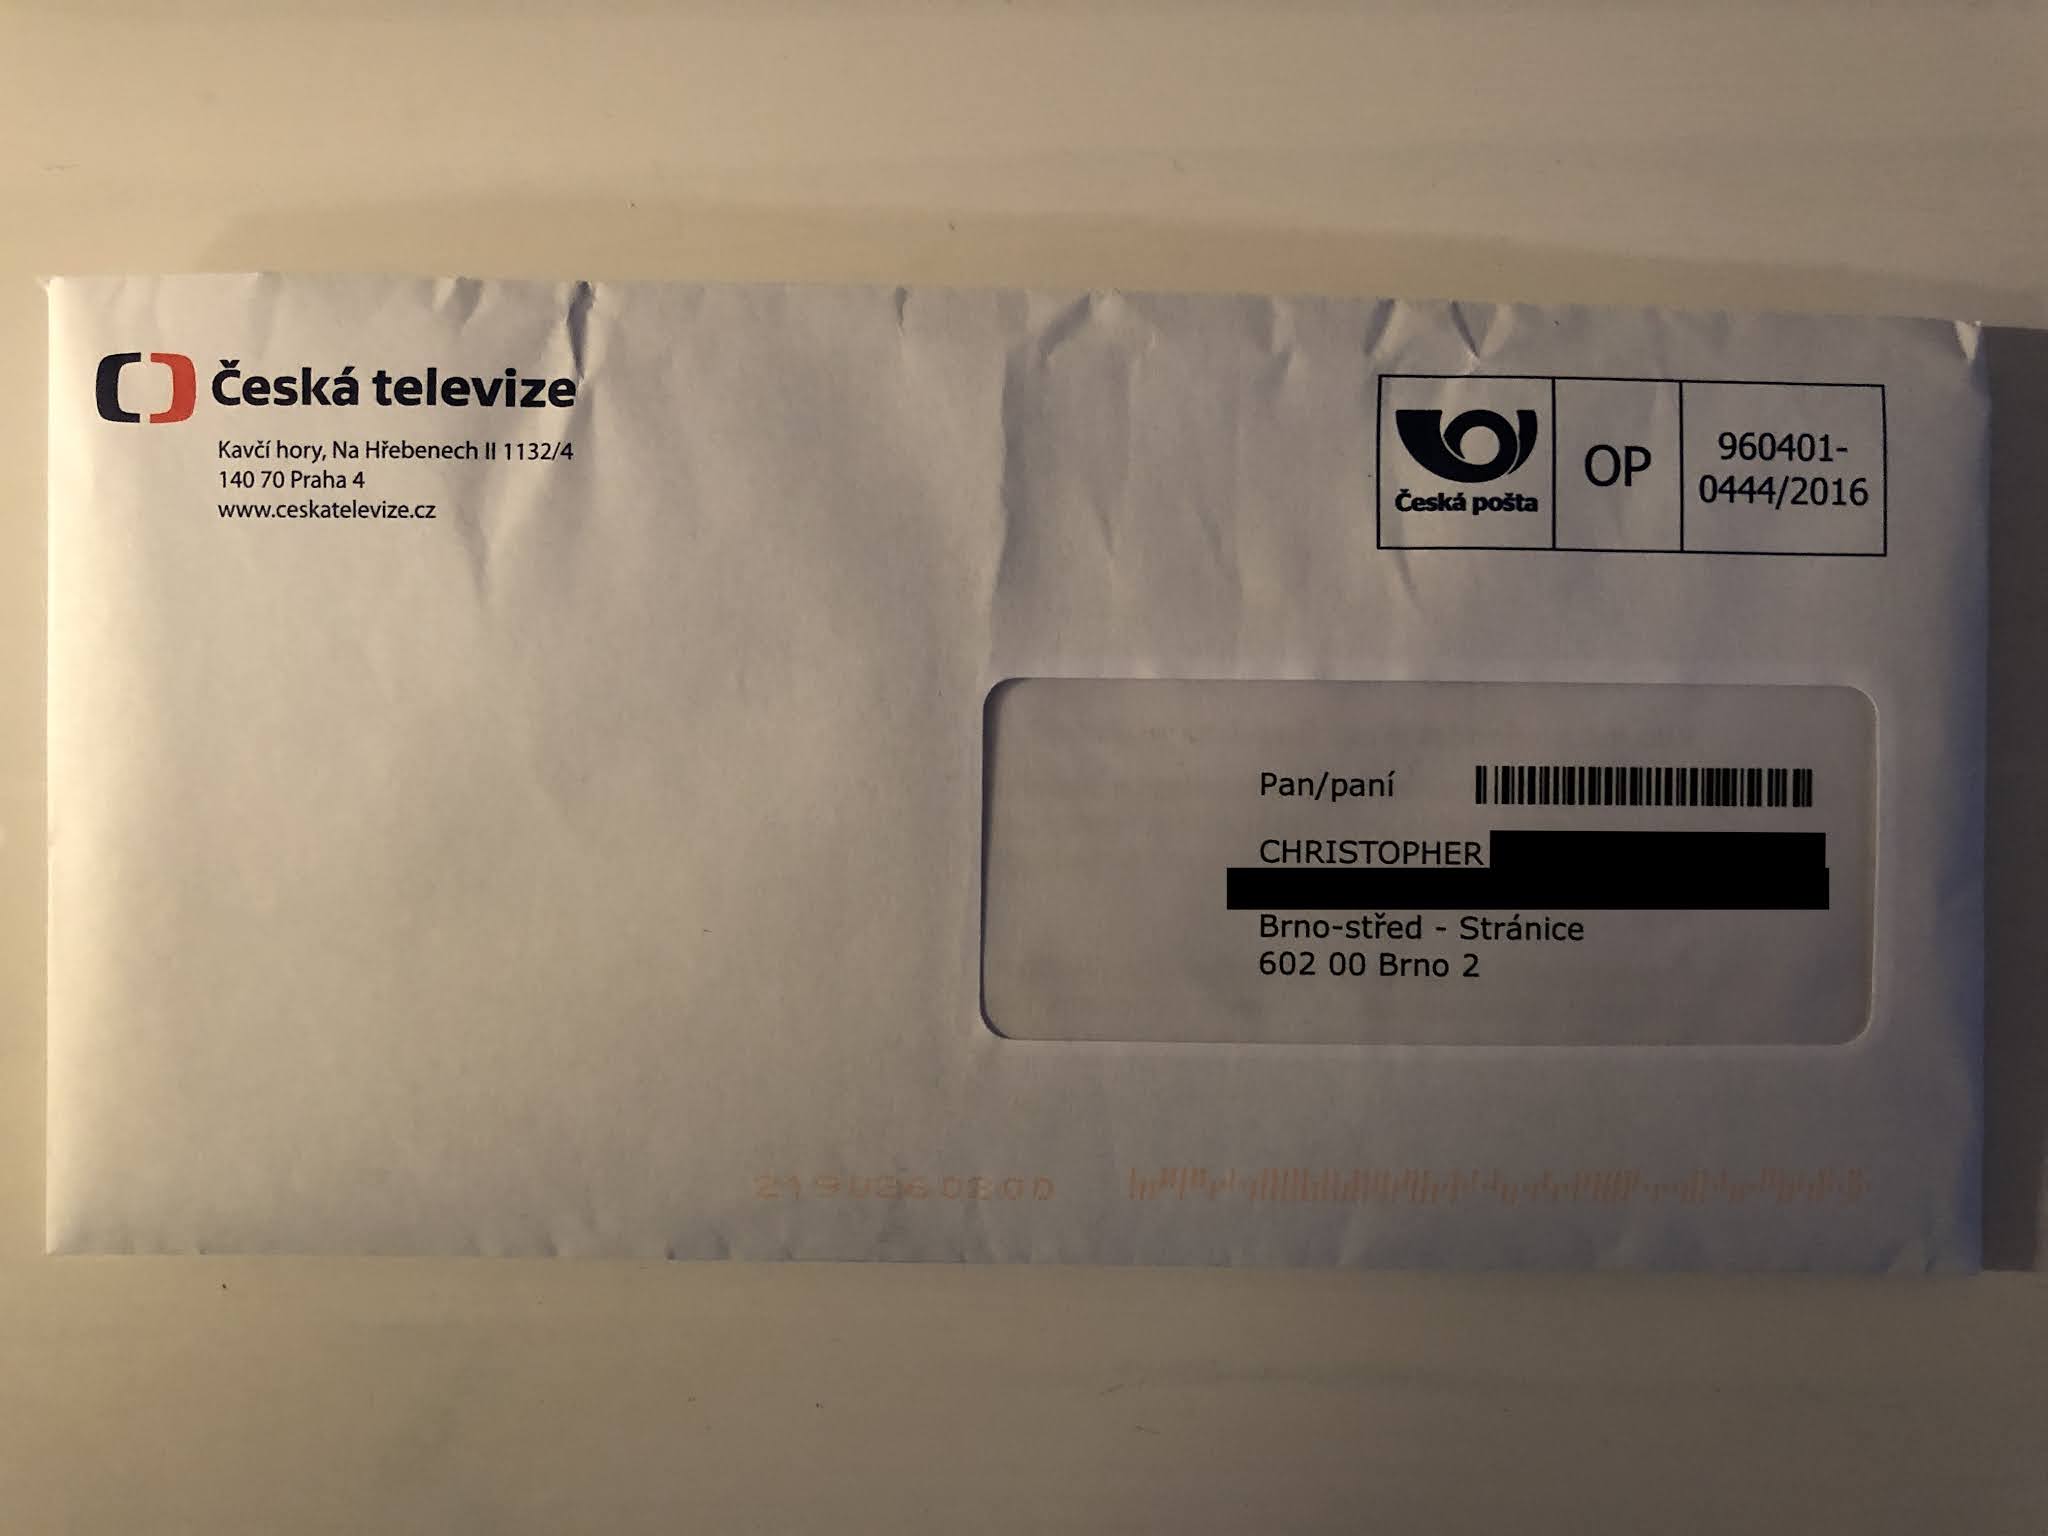 Česká televize
Kavčí hory, Na Hřebenech II 1132/4
140 70 Praha 4
www.ceskatelevize.cz
Česká pošta
OP
960401-
0444/2016
Pan/paní
CHRISTOPHER
Brno-střed - Stránice
602 00 Brno 2